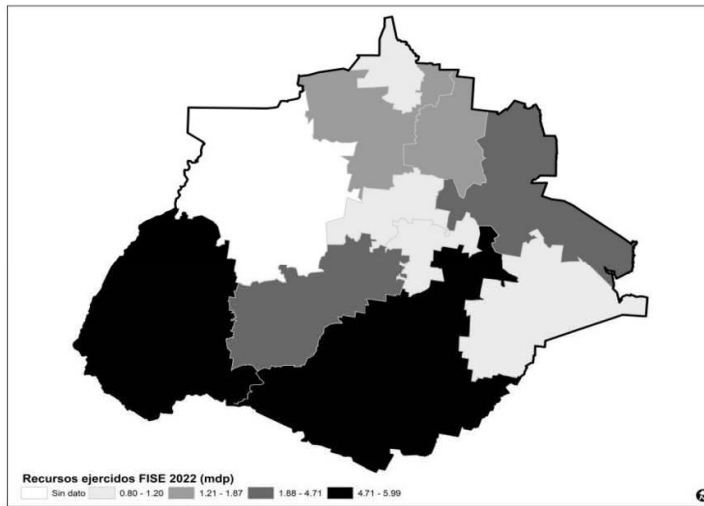 Recursos ejercidos FISE 2022 (mdp)
Sin dato 0.80 - 1.20 1.21 - 1.87 1.88 - 4.71 4.71 - 5.99